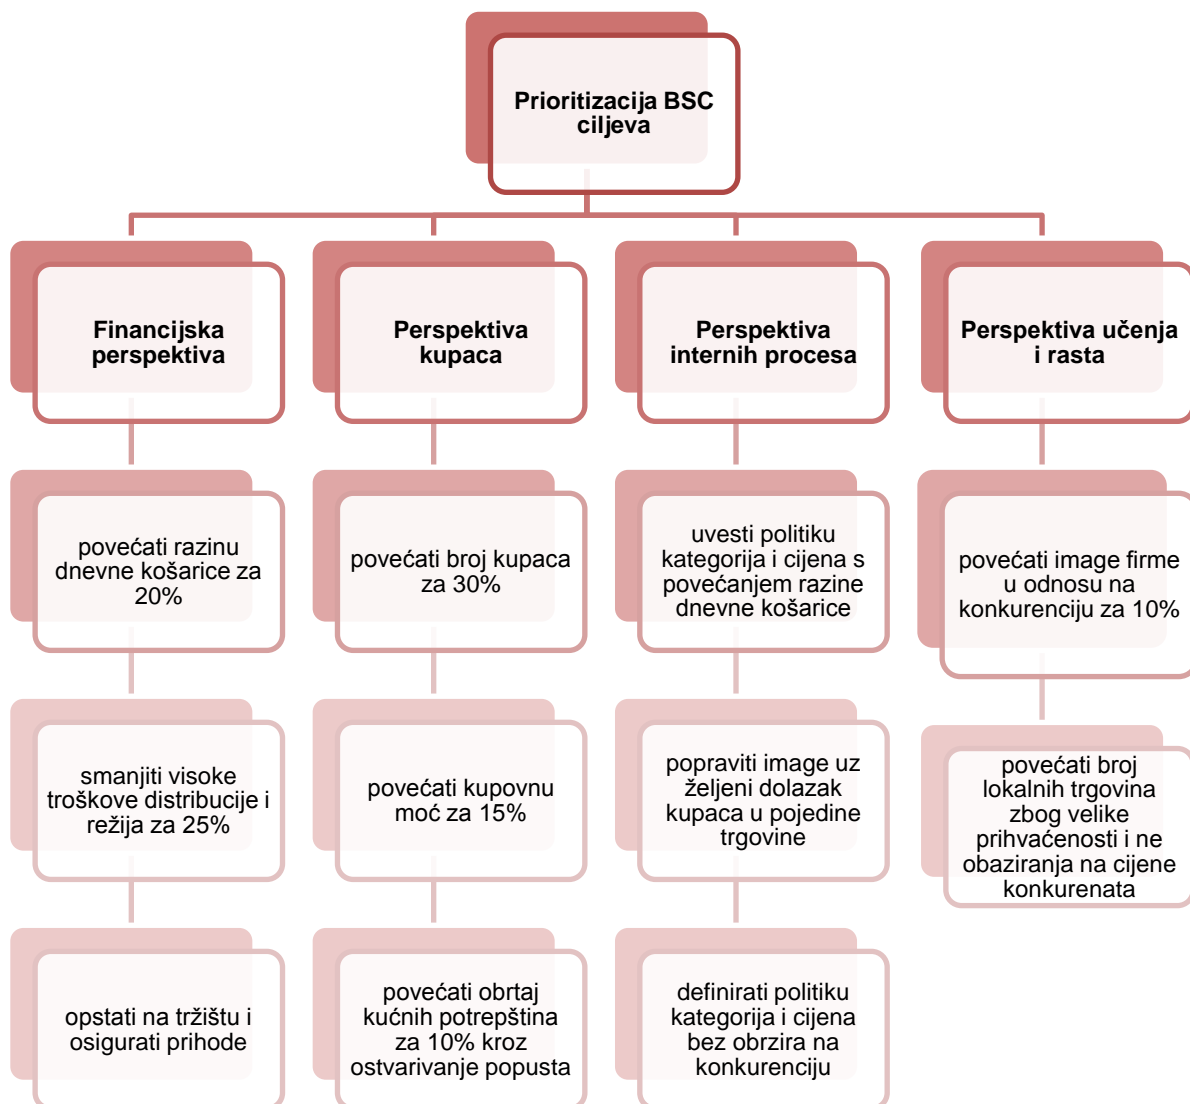 Prioritizacija BSC
ciljeva
Financijska
perspektiva
Perspektiva
kupaca
Perspektiva
internih procesa
Perspektiva učenja
i rasta
povećati razinu
dnevne košarice za
20%
povećati broj kupaca
za 30%
uvesti politiku
kategorija i cijena s
povećanjem razine
dnevne košarice
povećati image firme
u odnosu na
konkurenciju za 10%
smanjiti visoke
troškove distribucije i
režija za 25%
povećati kupovnu
moć za 15%
popraviti image uz
željeni dolazak
kupaca u pojedine
trgovine
povećati broj
lokalnih trgovina
zbog velike
prihvaćenosti i ne
obaziranja na cijene
konkurenata
opstati na tržištu i
osigurati prihode
povećati obrtaj
kućnih potrepština
za 10% kroz
ostvarivanje popusta
definirati politiku
kategorija i cijena
bez obrzira na
konkurenciju